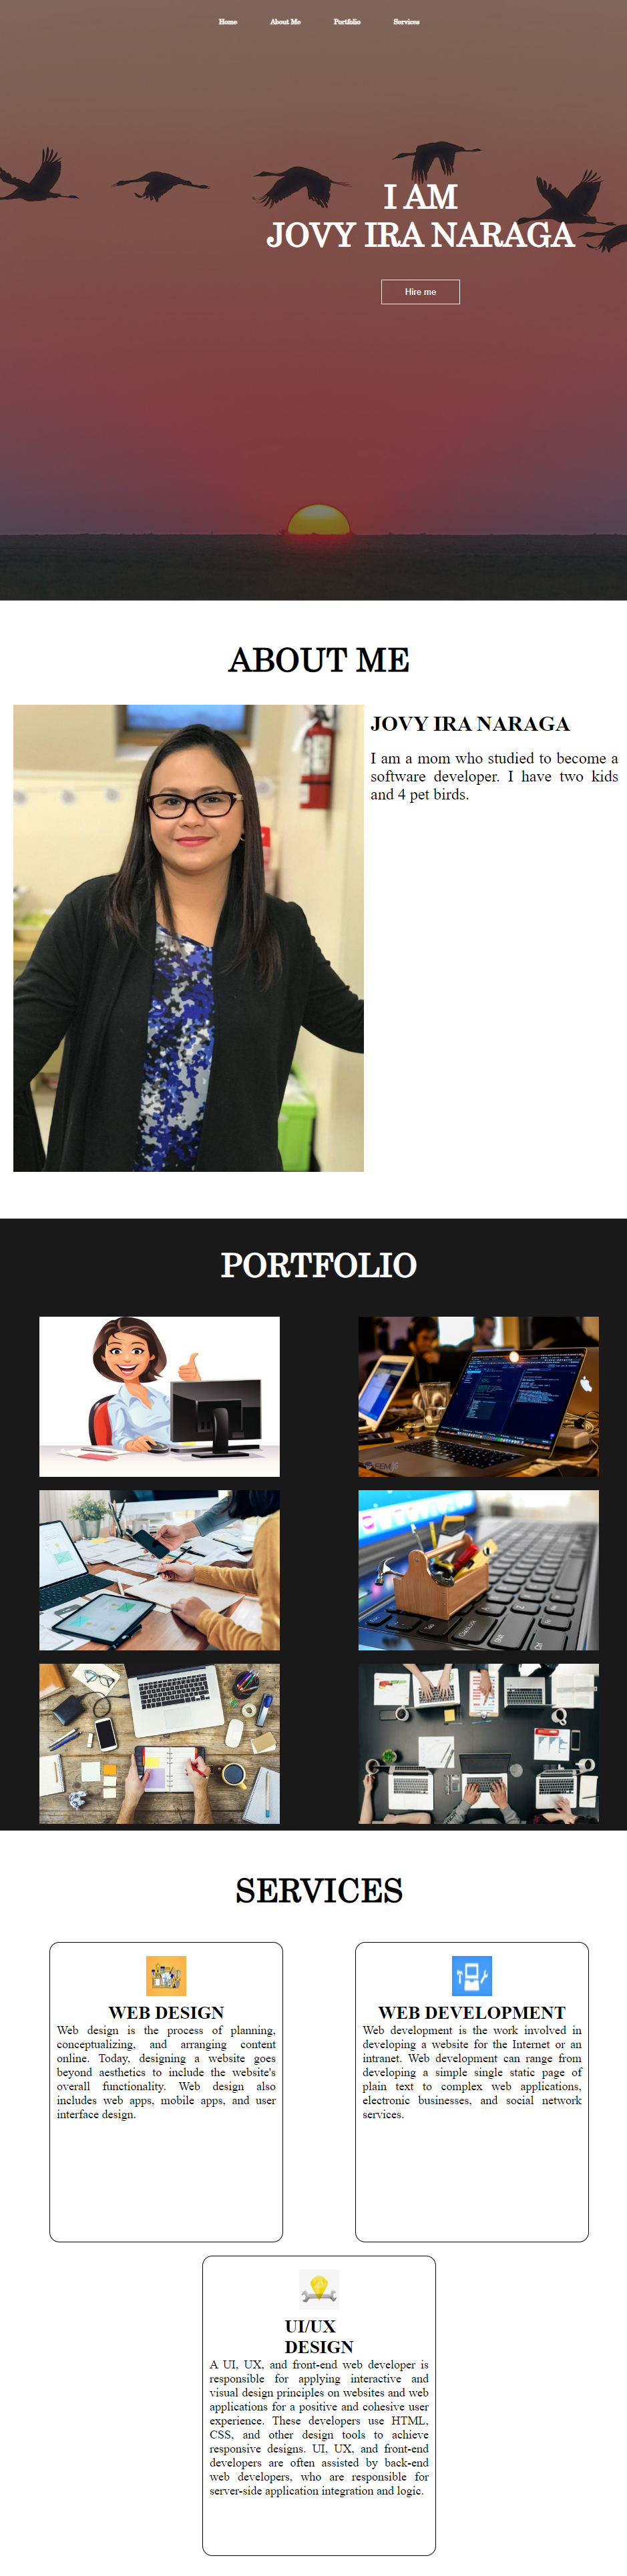 Home About Me Portfolio Services
I AM
JOVY IRA NARAGA
Hire me
ABOUT ME
JOVY IRA NARAGA
I am a mom who studied to become a
software developer. I have two kids
and 4 pet birds.
PORTFOLIO
SERVICES
WEB DESIGN
Web design is the process of planning,
conceptualizing, and arranging content
online. Today, designing a website goes
beyond aesthetics to include the website's
overall functionality. Web design also
includes web apps, mobile apps, and user
interface design.
WEB DEVELOPMENT
Web development is the work involved in
developing a website for the Internet or an
intranet. Web development can range from
developing a simple single static page of
plain text to complex web applications,
electronic businesses, and social network
services.
UI/UX
DESIGN
A UI, UX, and front-end web developer is
responsible for applying interactive and
visual design principles on websites and web
applications for a positive and cohesive user
experience. These developers use HTML,
CSS, and other design tools to achieve
responsive designs. UI, UX, and front-end
developers are often assisted by back-end
web developers, who are responsible for
server-side application integration and logic.